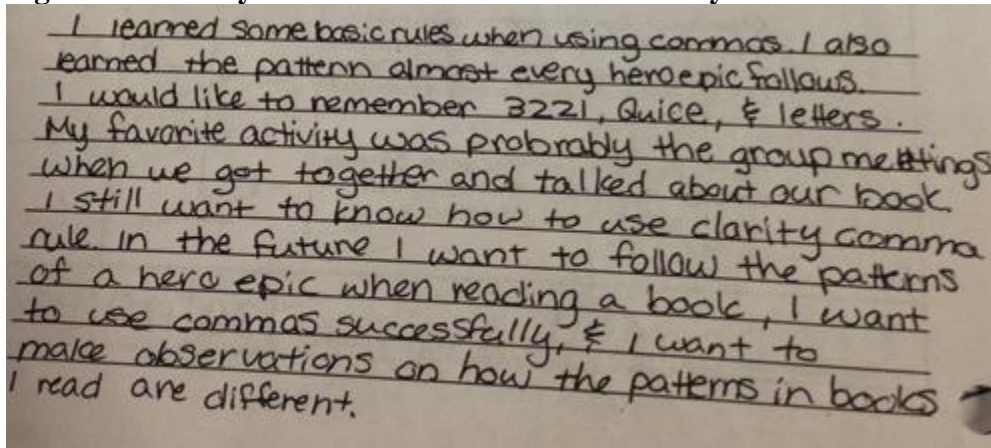 I learned some basic rules when using commas. I also
earned the pattern almost every hero epic follows.
I would like to remember 3221, Quice, & letters.
My favorite activity was probrably the group meetings
when we got together and talked about our book.
I still want to know how to use clarity comma
rule. In the future I want to follow the patterns
of a hero epic when reading a book, I want
to use commas successfully, & I want to
make observations on how the patterns in books
I read are different.